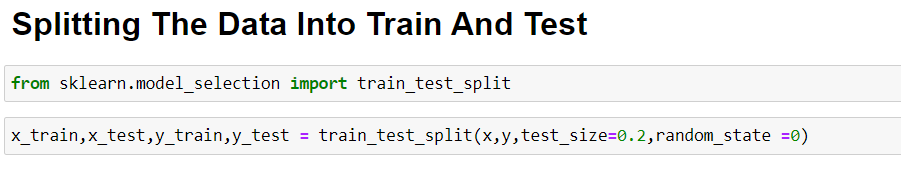 Splitting The Data Into Train And Test
from sklearn.model_selection import train_test_split
x_train,x_test,y_train,y_test = train_test_split(x,y,test_size=0.2,random_state =0)